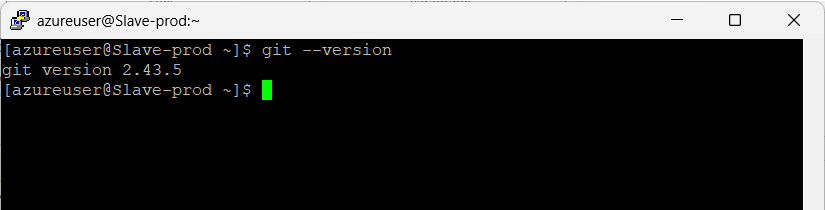 azureuser@Slave-prod:~
[azureuser@Slave-prod ~]$ git --version
git version 2.43.5
[azureuser@Slave-prod ~]$